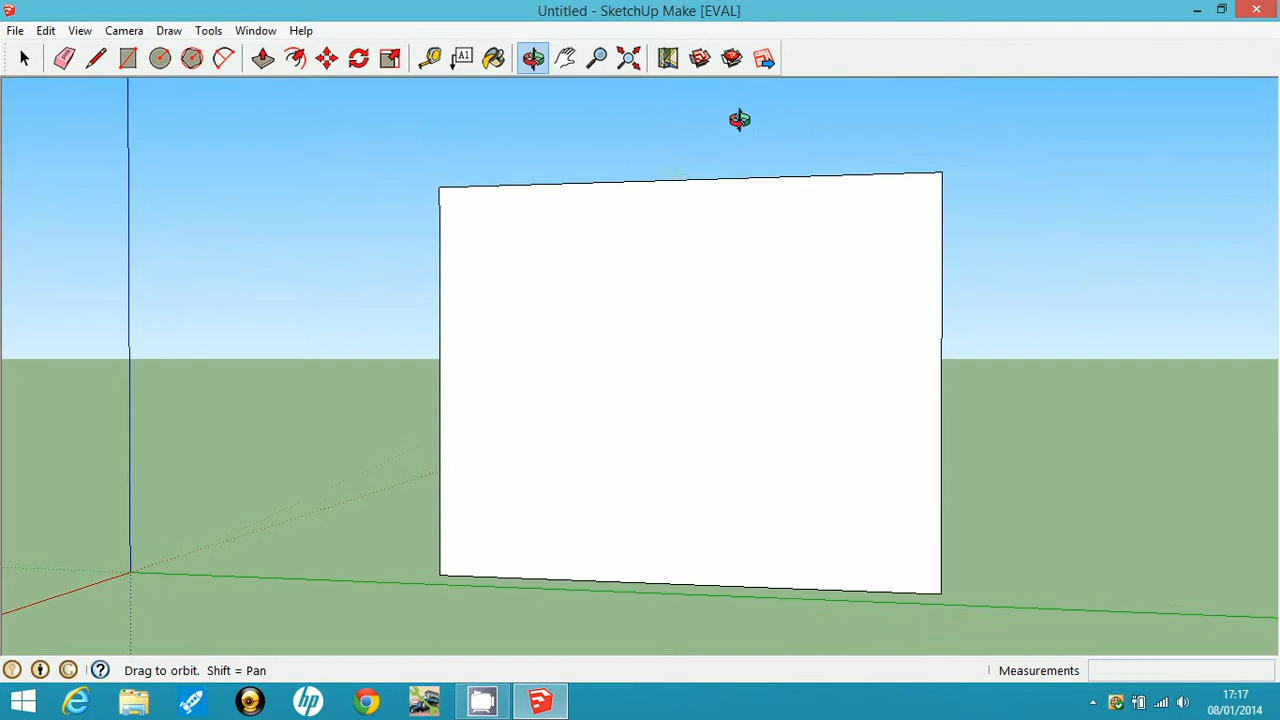 Untitled - SketchUp Make [EVAL]
File Edit View Camera Draw Tools Window Help
A1
Drag to orbit. Shift = Pan
Measurements
17:17
08/01/2014